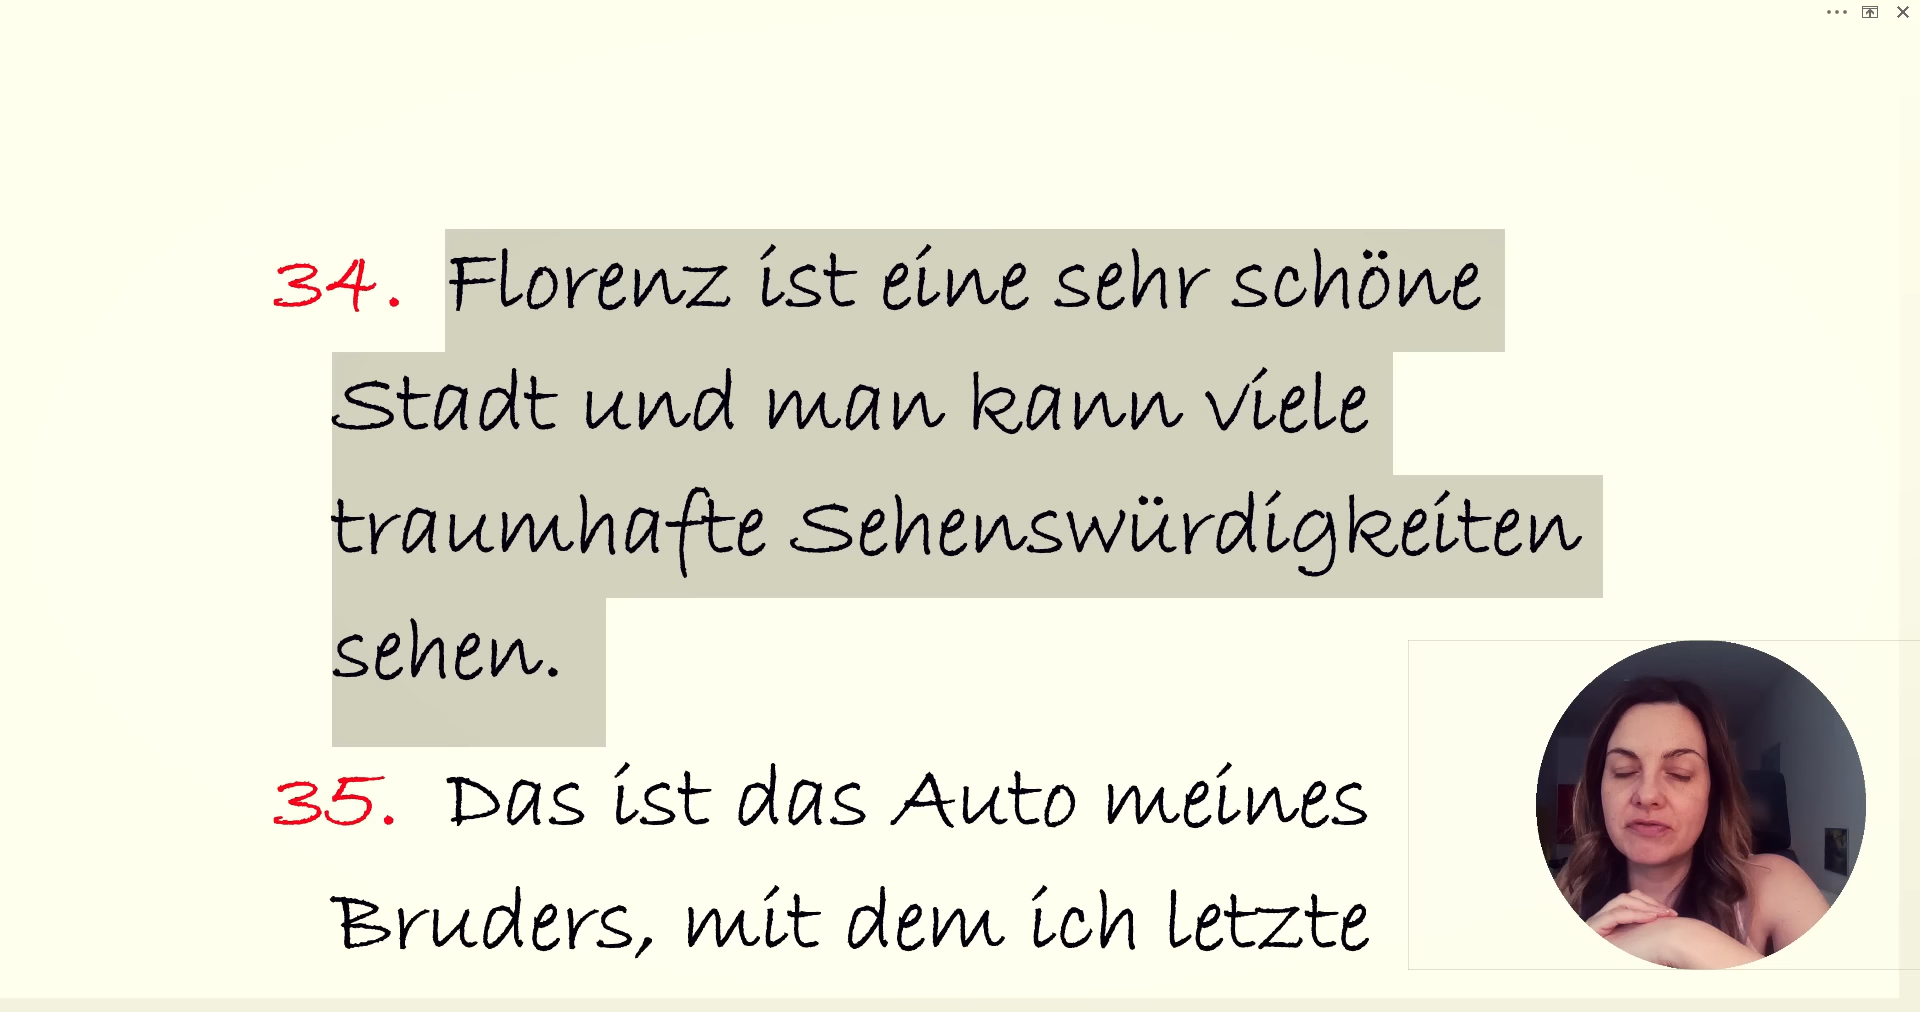 34. Florenz ist eine sehr schöne
Stadt und man kann viele
traumhafte Sehenswürdigkeiten
sehen.
35. Das ist das Auto meines
Bruders, mit dem ich letzte